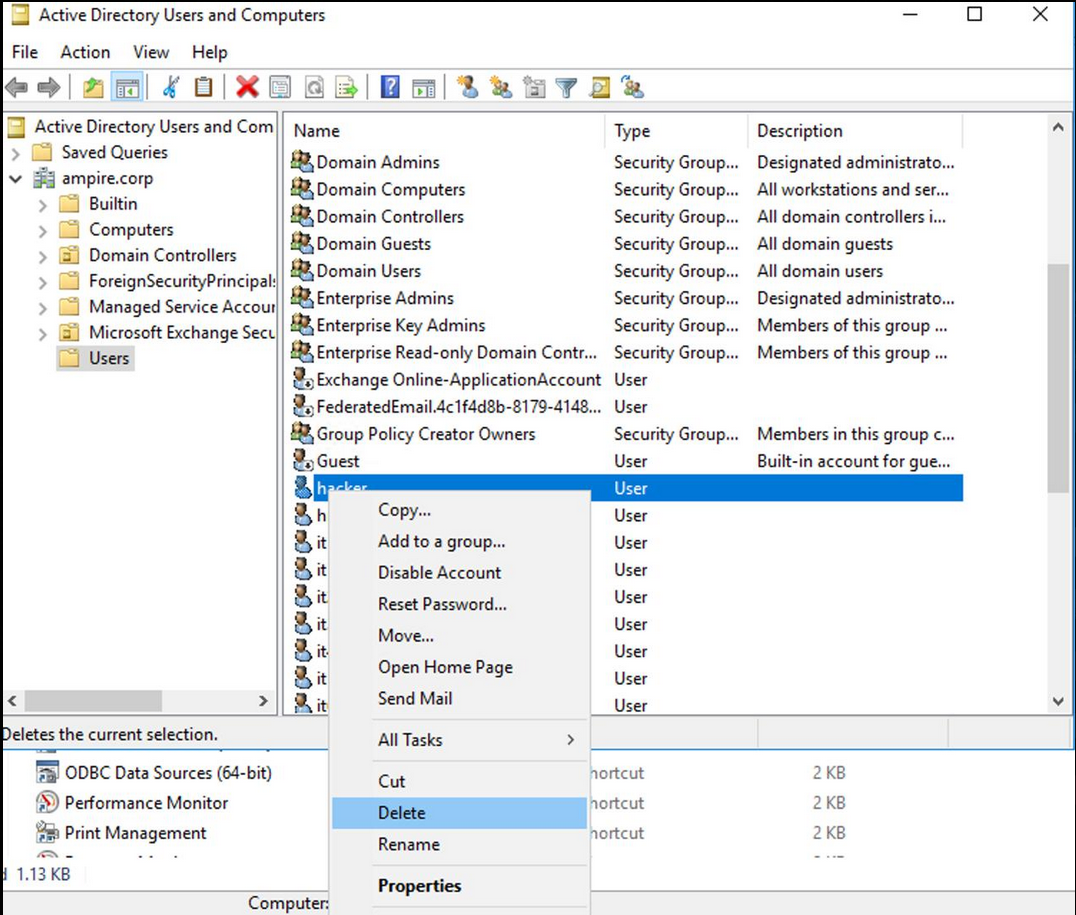 Active Directory Users and Computers
File Action View Help
Active Directory Users and Com
Saved Queries
ampire.corp
Builtin
Computers
Domain Controllers
ForeignSecurityPrincipals
Managed Service Accour
Microsoft Exchange Secu
Users
Name Type Description
Domain Admins Security Group... Designated administrato...
Domain Computers Security Group... All workstations and ser...
Domain Controllers Security Group... All domain controllers i...
Domain Guests Security Group... All domain guests
Domain Users Security Group... All domain users
Enterprise Admins Security Group... Designated administrato...
Enterprise Key Admins Security Group... Members of this group ...
Enterprise Read-only Domain Contr... Security Group... Members of this group ...
Exchange Online-ApplicationAccount User
FederatedEmail.4c1f4d8b-8179-4148... User
Group Policy Creator Owners Security Group... Members in this group c...
Guest User Built-in account for gue...
hacker User
h User
it User
it User
it User
it User
it User
it User
it User
Copy...
Add to a group...
Disable Account
Reset Password...
Move...
Open Home Page
Send Mail
All Tasks
Cut
Delete
Rename
Properties
Deletes the current selection.
ODBC Data Sources (64-bit) hortcut 2 KB
Performance Monitor hortcut 2 KB
Print Management hortcut 2 KB
1.13 KB
Computer: